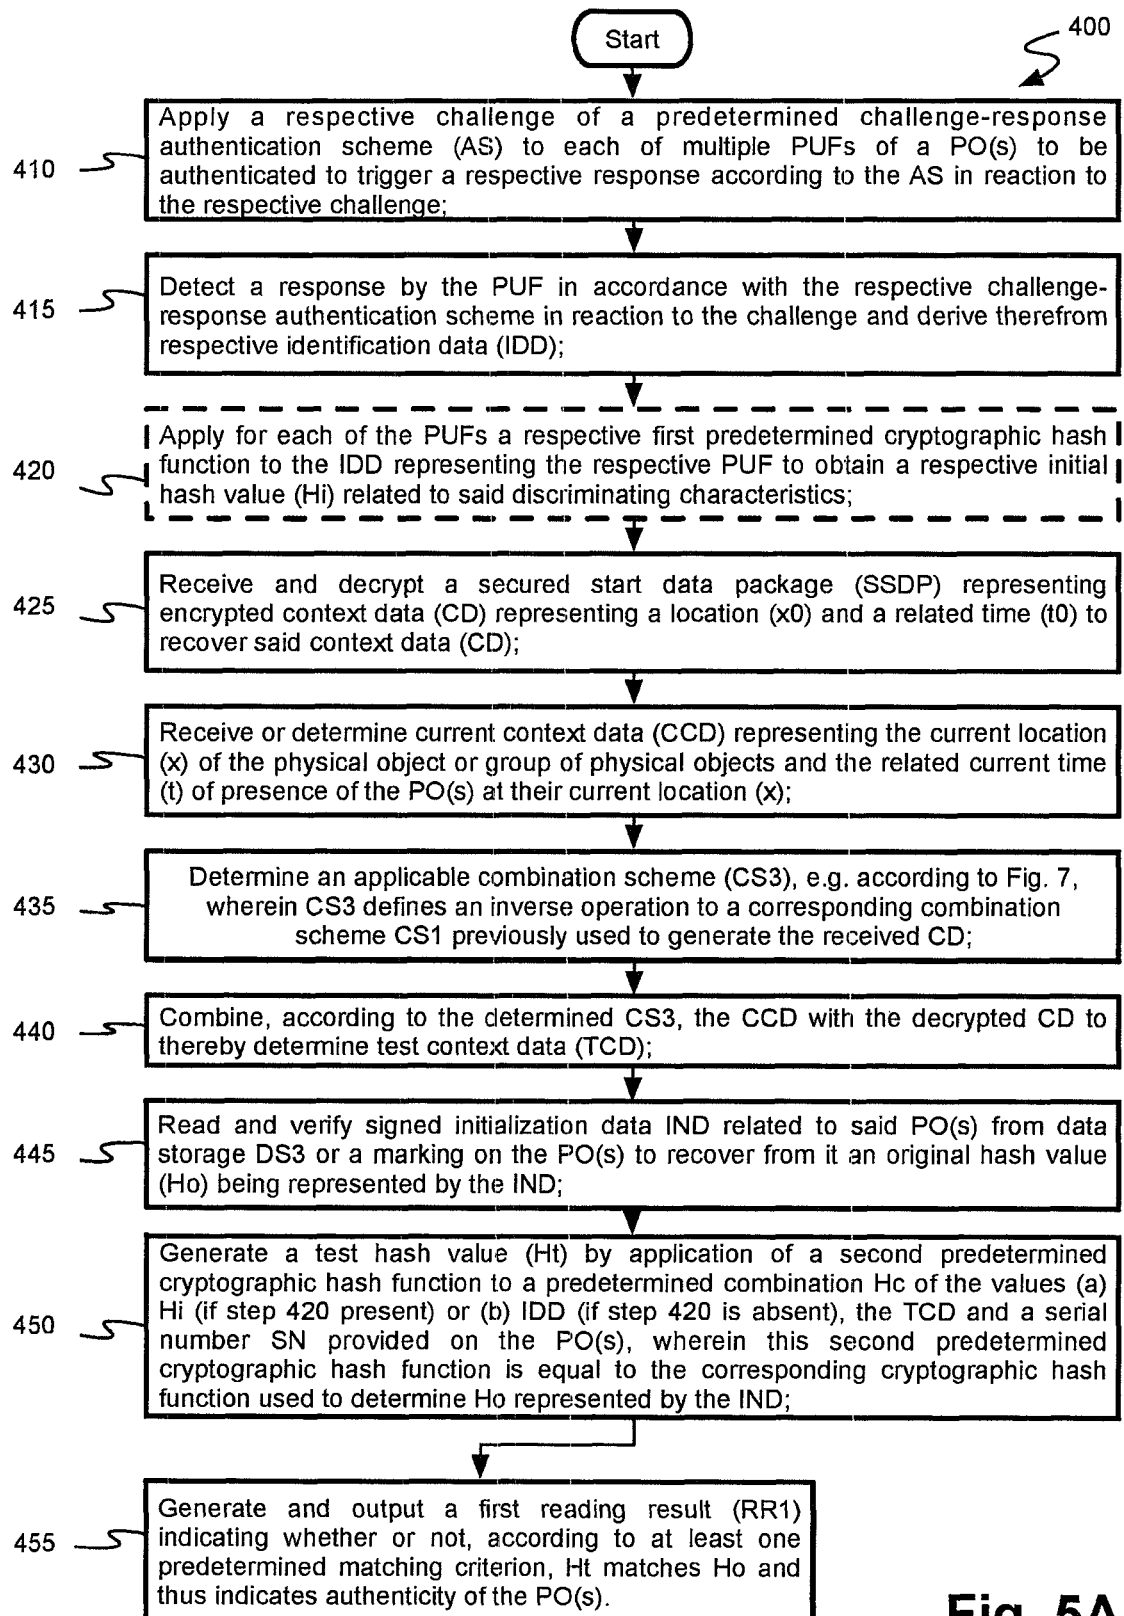 Start
400
Apply a respective challenge of a predetermined challenge-response
authentication scheme (AS) to each of multiple PUFs of a PO(s) to be
authenticated to trigger a respective response according to the AS in reaction to
the respective challenge;
410
Detect a response by the PUF in accordance with the respective challenge-
response authentication scheme in reaction to the challenge and derive therefrom
respective identification data (IDD);
415
Apply for each of the PUFs a respective first predetermined cryptographic hash
function to the IDD representing the respective PUF to obtain a respective initial
hash value (Hi) related to said discriminating characteristics;
420
Receive and decrypt a secured start data package (SSDP) representing
encrypted context data (CD) representing a location (x0) and a related time (t0) to
recover said context data (CD);
425
Receive or determine current context data (CCD) representing the current location
(x) of the physical object or group of physical objects and the related current time
(t) of presence of the PO(s) at their current location (x);
430
Determine an applicable combination scheme (CS3), e.g. according to Fig. 7,
wherein CS3 defines an inverse operation to a corresponding combination
scheme CS1 previously used to generate the received CD;
435
Combine, according to the determined CS3, the CCD with the decrypted CD to
thereby determine test context data (TCD);
440
Read and verify signed initialization data IND related to said PO(s) from data
storage DS3 or a marking on the PO(s) to recover from it an original hash value
(Ho) being represented by the IND;
445
Generate a test hash value (Ht) by application of a second predetermined
cryptographic hash function to a predetermined combination Hc of the values (a)
Hi (if step 420 present) or (b) IDD (if step 420 is absent), the TCD and a serial
number SN provided on the PO(s), wherein this second predetermined
cryptographic hash function is equal to the corresponding cryptographic hash
function used to determine Ho represented by the IND;
450
Generate and output a first reading result (RR1)
indicating whether or not, according to at least one
predetermined matching criterion, Ht matches Ho and
thus indicates authenticity of the PO(s).
455
Fig. 5A